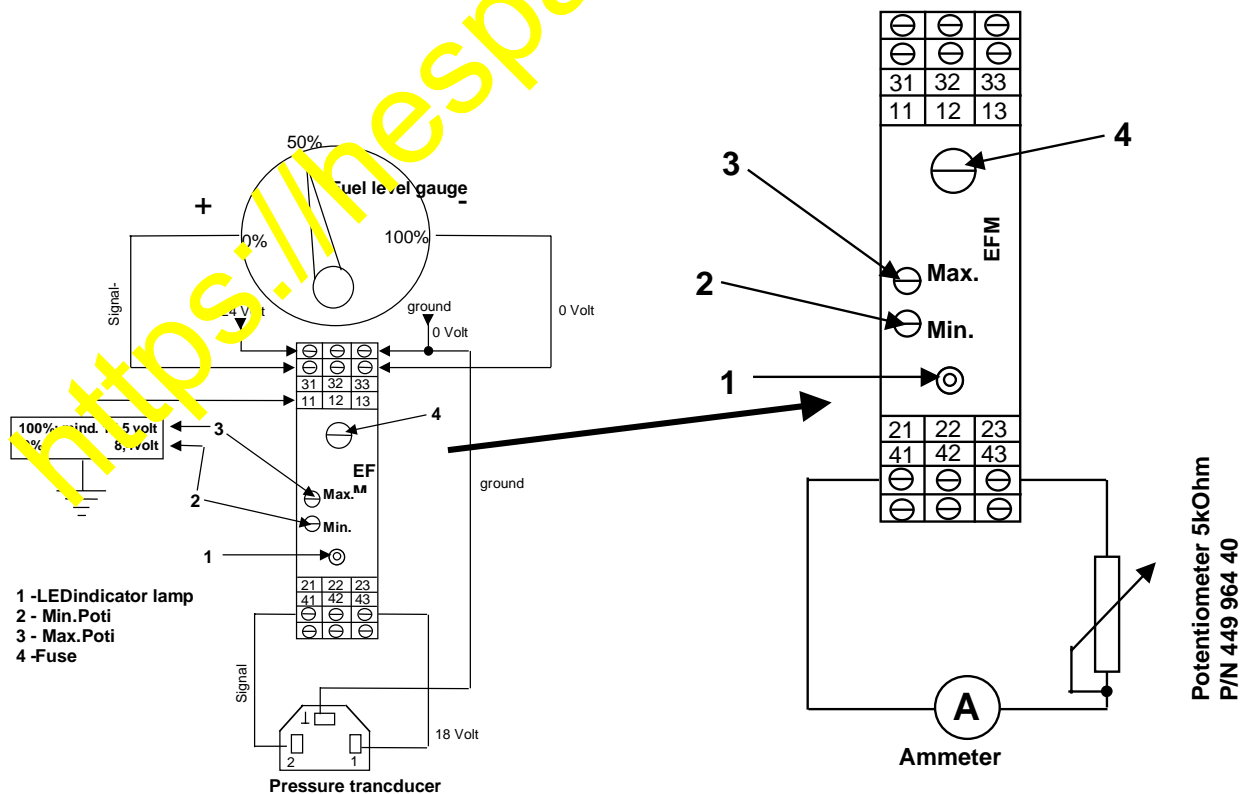 https://hespa
31 32 33
11 12 13
4
3
EFM
Max.
2
Min.
1
21 22 23
41 42 43
Potentiometer 5kOhm
P/N 449 964 40
A
Ammeter
50%
Fuel level gauge
+
-
0%
100%
Signal-
24 Volt
ground
0 Volt
0 Volt
31 32 33
11 12 13
4
100%: mind.
volt
3
EF
M
Max.
2
Min.
ground
1
1 -LEDindicator lamp
2 - Min.Poti
3 - Max.Poti
4 -Fuse
21 22 23
41 42 43
Signal
18 Volt
2
1
Pressure trancducer